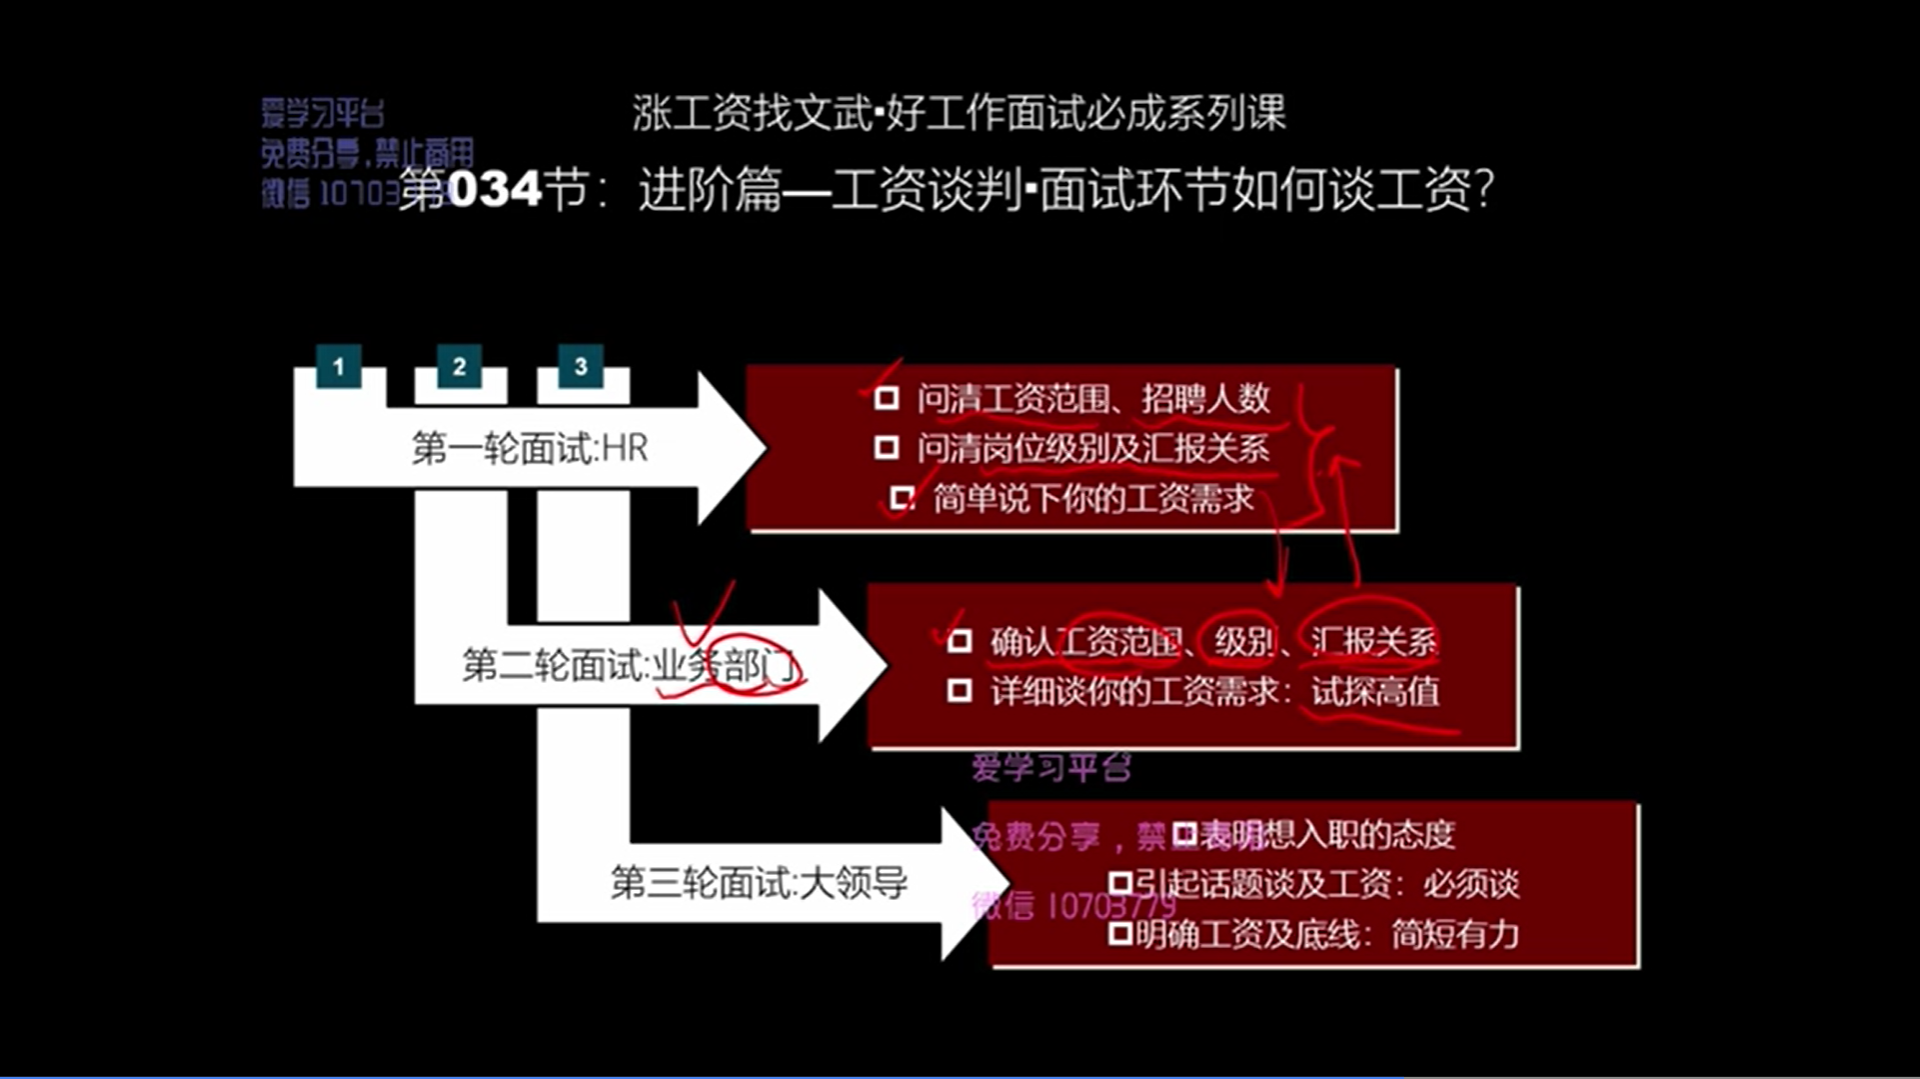 涨工资找文武▪好工作面试必成系列课
爱学习平台
免费分享,禁止商用
微信 10703
第034节：进阶篇—工资谈判▪面试环节如何谈工资?
1
2
3
第一轮面试:HR
问清工资范围、招聘人数
问清岗位级别及汇报关系
简单说下你的工资需求
第二轮面试:业务部门
确认工资范围、级别、汇报关系
详细谈你的工资需求：试探高值
爱学习平台
免费分享，禁止商用
微信 10703779
第三轮面试:大领导
表明想入职的态度
引起话题谈及工资：必须谈
明确工资及底线：简短有力